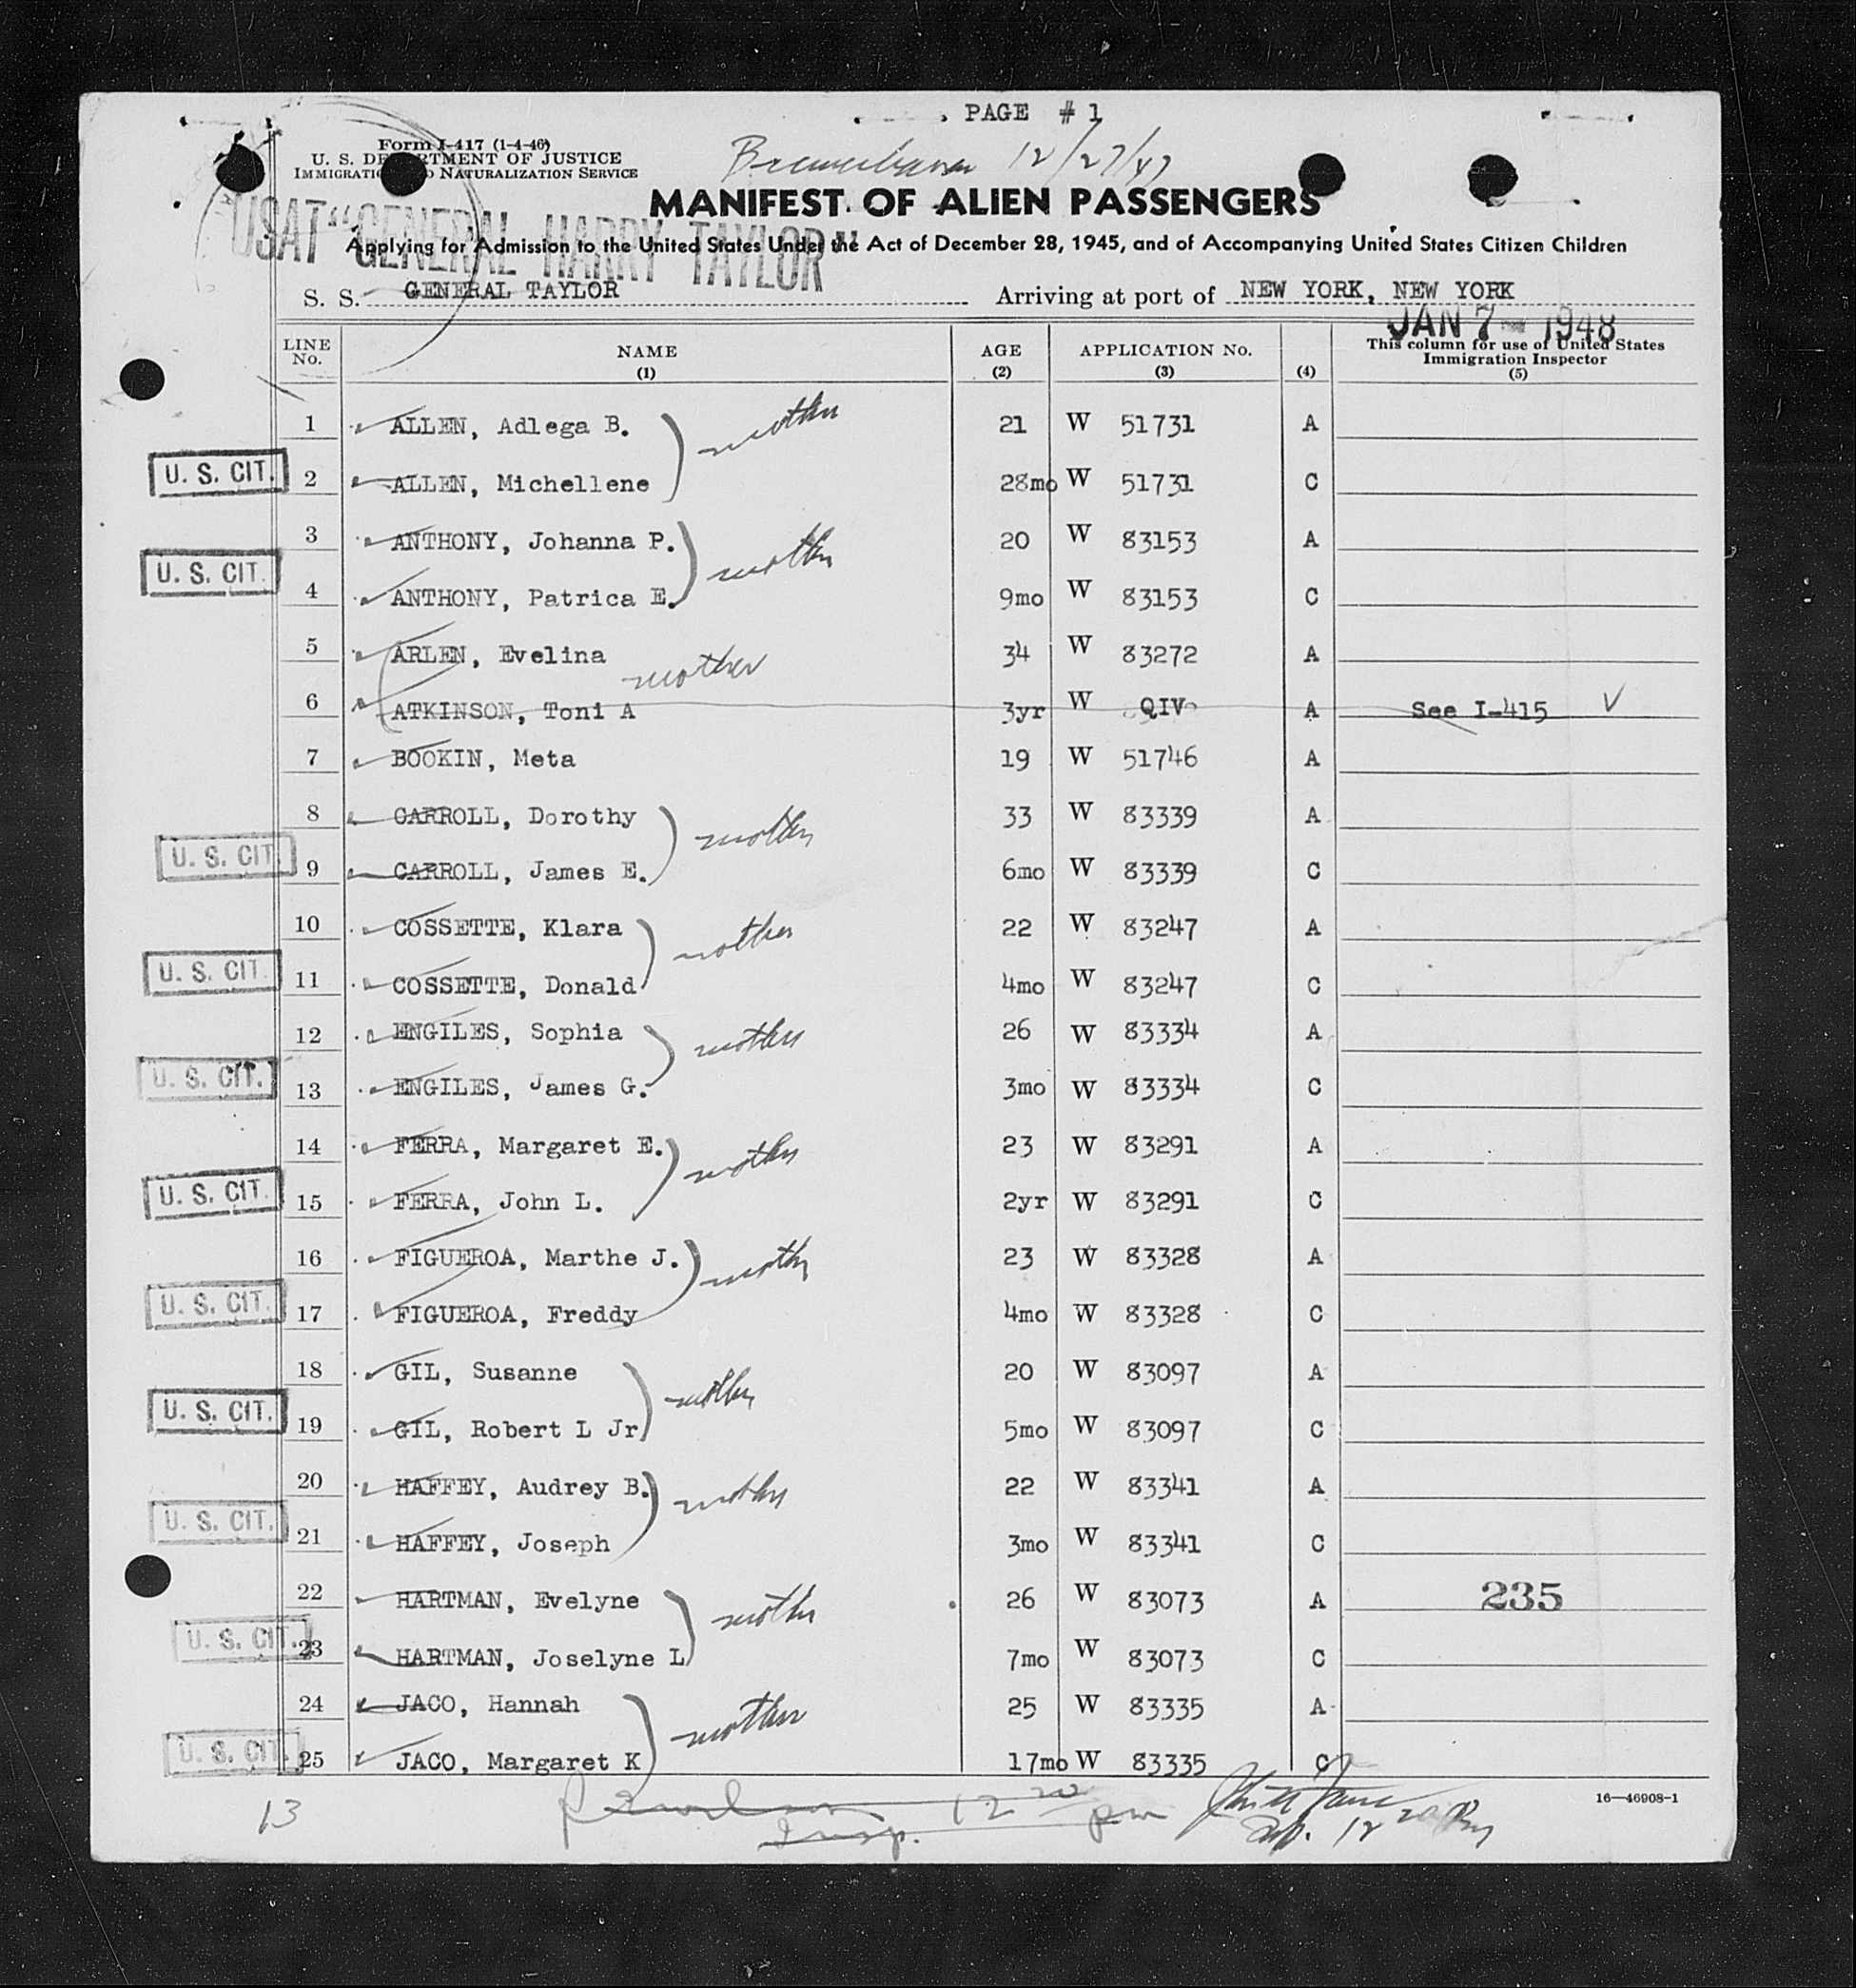 PAGE # 1
Form I-417 (1-4-46)
U. S. DEPARTMENT OF JUSTICE
IMMIGRATION AND NATURALIZATION SERVICE
Bremerhaven 12/27/47
MANIFEST OF ALIEN PASSENGERS
USAT "GENERAL HARRY TAYLOR"
Applying for Admission to the United States Under the Act of December 28, 1945, and of Accompanying United States Citizen Children
S. S. GENERAL TAYLOR Arriving at port of NEW YORK, NEW YORK
JAN 7 - 1948
LINE No. NAME (1) AGE (2) APPLICATION No. (3) (4) This column for use of United States Immigration Inspector (5)
1 ALLEN, Adlega B. mother 21 W 51731 A
U. S. CIT. 2 ALLEN, Michellene 28mo W 51731 C
3 ANTHONY, Johanna P. mother 20 W 83153 A
U. S. CIT. 4 ANTHONY, Patrica E. 9mo W 83153 C
5 ARLEN, Evelina mother 34 W 83272 A
6 ATKINSON, Toni A 3yr W QIV A See I-415 ✓
7 BOOKIN, Meta 19 W 51746 A
8 CARROLL, Dorothy mother 33 W 83339 A
U. S. CIT. 9 CARROLL, James E. 6mo W 83339 C
10 COSSETTE, Klara mother 22 W 83247 A
U. S. CIT. 11 COSSETTE, Donald 4mo W 83247 C
12 ENGILES, Sophia mother 26 W 83334 A
U. S. CIT. 13 ENGILES, James G. 3mo W 83334 C
14 FERRA, Margaret E. mother 23 W 83291 A
U. S. CIT. 15 FERRA, John L. 2yr W 83291 C
16 FIGUEROA, Marthe J. mother 23 W 83328 A
U. S. CIT. 17 FIGUEROA, Freddy 4mo W 83328 C
18 GIL, Susanne mother 20 W 83097 A
U. S. CIT. 19 GIL, Robert L Jr 5mo W 83097 C
20 HAFFEY, Audrey B. mother 22 W 83341 A
U. S. CIT. 21 HAFFEY, Joseph 3mo W 83341 C
22 HARTMAN, Evelyne mother 26 W 83073 A 235
U. S. CIT. 23 HARTMAN, Joselyne L 7mo W 83073 C
24 JACO, Hannah mother 25 W 83335 A
U. S. CIT. 25 JACO, Margaret K 17mo W 83335 C
16—46908-1
13 12 20 pm
Insp. 12 20 Pm